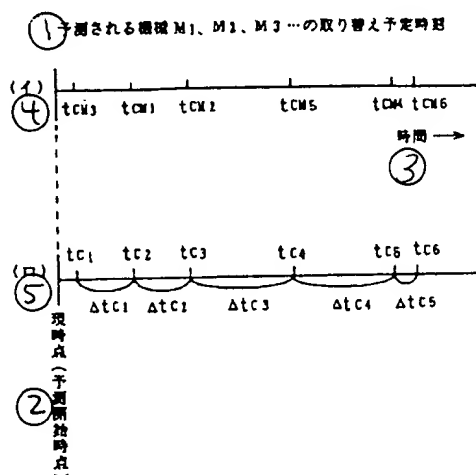 ① 予測される機械M1、M2、M3…の取り替え予定時刻
(イ)
④
tCM3 tCM1 tCM2 tCM5 tCM4 tCM6
時間 →
③
(ロ)
⑤
tC1 tC2 tC3 tC4 tC5 tC6
ΔtC1 ΔtC2 ΔtC3 ΔtC4 ΔtC5
② 現時点(予測開始時点)